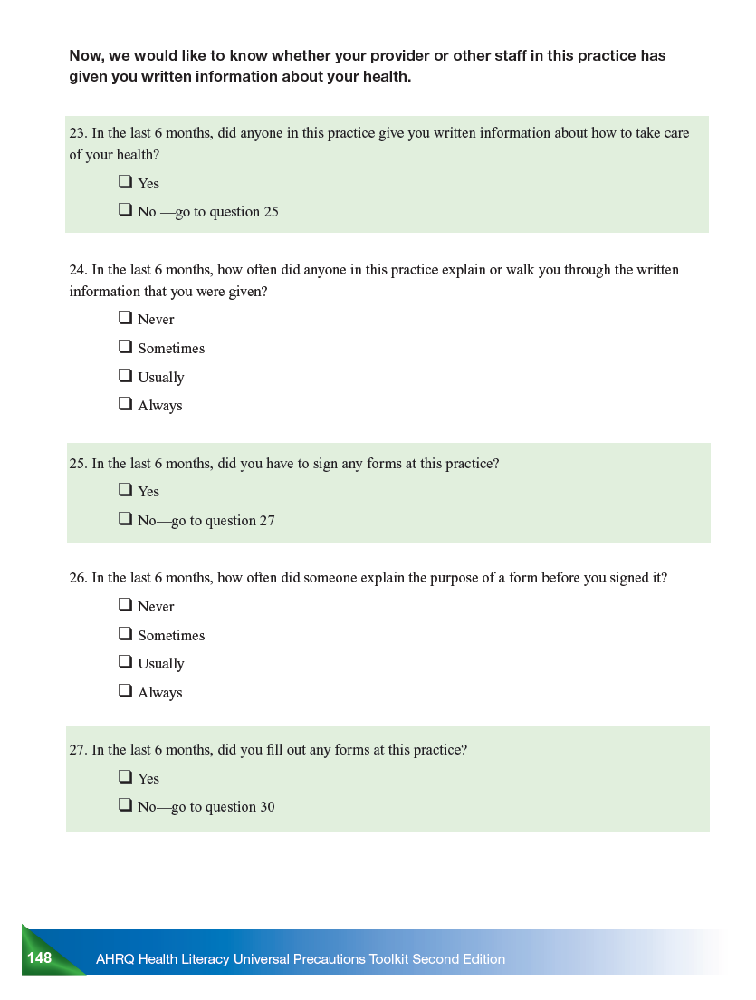 Now, we would like to know whether your provider or other staff in this practice has
given you written information about your health.
23. In the last 6 months, did anyone in this practice give you written information about how to take care
of your health?
❏ Yes
❏ No —go to question 25
24. In the last 6 months, how often did anyone in this practice explain or walk you through the written
information that you were given?
❏ Never
❏ Sometimes
❏ Usually
❏ Always
25. In the last 6 months, did you have to sign any forms at this practice?
❏ Yes
❏ No—go to question 27
26. In the last 6 months, how often did someone explain the purpose of a form before you signed it?
❏ Never
❏ Sometimes
❏ Usually
❏ Always
27. In the last 6 months, did you fill out any forms at this practice?
❏ Yes
❏ No—go to question 30
148 AHRQ Health Literacy Universal Precautions Toolkit Second Edition